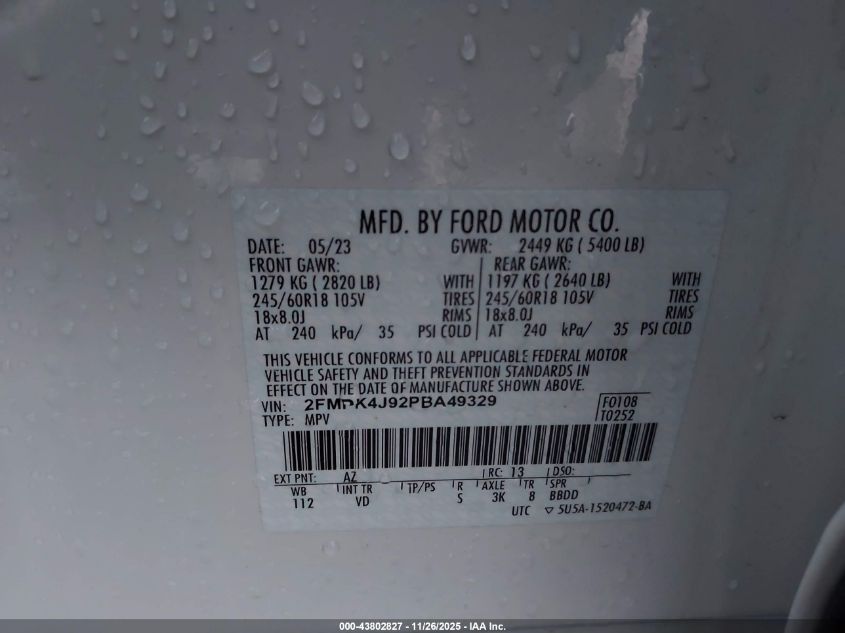 MFD. BY FORD MOTOR CO.
DATE: 05/23 GVWR: 2449 KG ( 5400 LB)
FRONT GAWR: REAR GAWR:
1279 KG ( 2820 LB) WITH 1197 KG ( 2640 LB) WITH
245/60R18 105V TIRES 245/60R18 105V TIRES
18x8.0J RIMS 18x8.0J RIMS
AT 240 kPa/ 35 PSI COLD AT 240 kPa/ 35 PSI COLD
THIS VEHICLE CONFORMS TO ALL APPLICABLE FEDERAL MOTOR
VEHICLE SAFETY AND THEFT PREVENTION STANDARDS IN
EFFECT ON THE DATE OF MANUFACTURE SHOWN ABOVE.
VIN: 2FMPK4J92PBA49329 F0108
TYPE: MPV T0252
EXT PNT: AZ RC: 13 DSO:
WB INT TR TP/PS R AXLE TR SPR
112 VD S 3K 8 BBDD
UTC ▽ 5U5A-1520472-BA
000-43802827 - 11/26/2025 - IAA Inc.